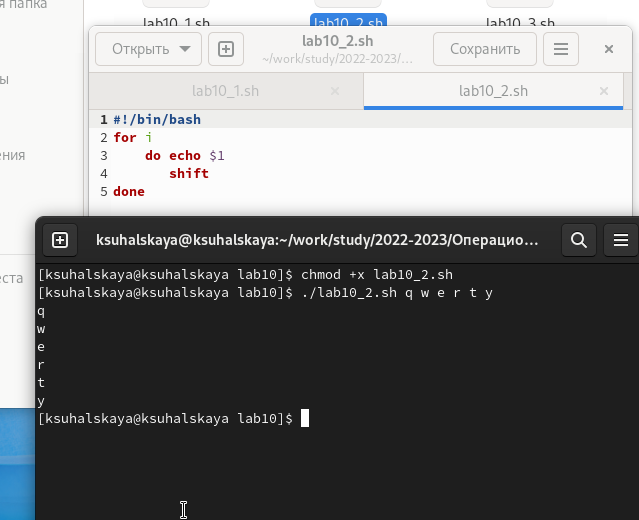 я папка
lab10_1.sh lab10_2.sh lab10_3.sh
ы
ения
еста
Открыть
lab10_2.sh
~/work/study/2022-2023/...
Сохранить
lab10_1.sh
lab10_2.sh
1 #!/bin/bash
2 for i
3     do echo $1
4        shift
5 done
ksuhalskaya@ksuhalskaya:~/work/study/2022-2023/Операцио...
[ksuhalskaya@ksuhalskaya lab10]$ chmod +x lab10_2.sh
[ksuhalskaya@ksuhalskaya lab10]$ ./lab10_2.sh q w e r t y
q
w
e
r
t
y
[ksuhalskaya@ksuhalskaya lab10]$